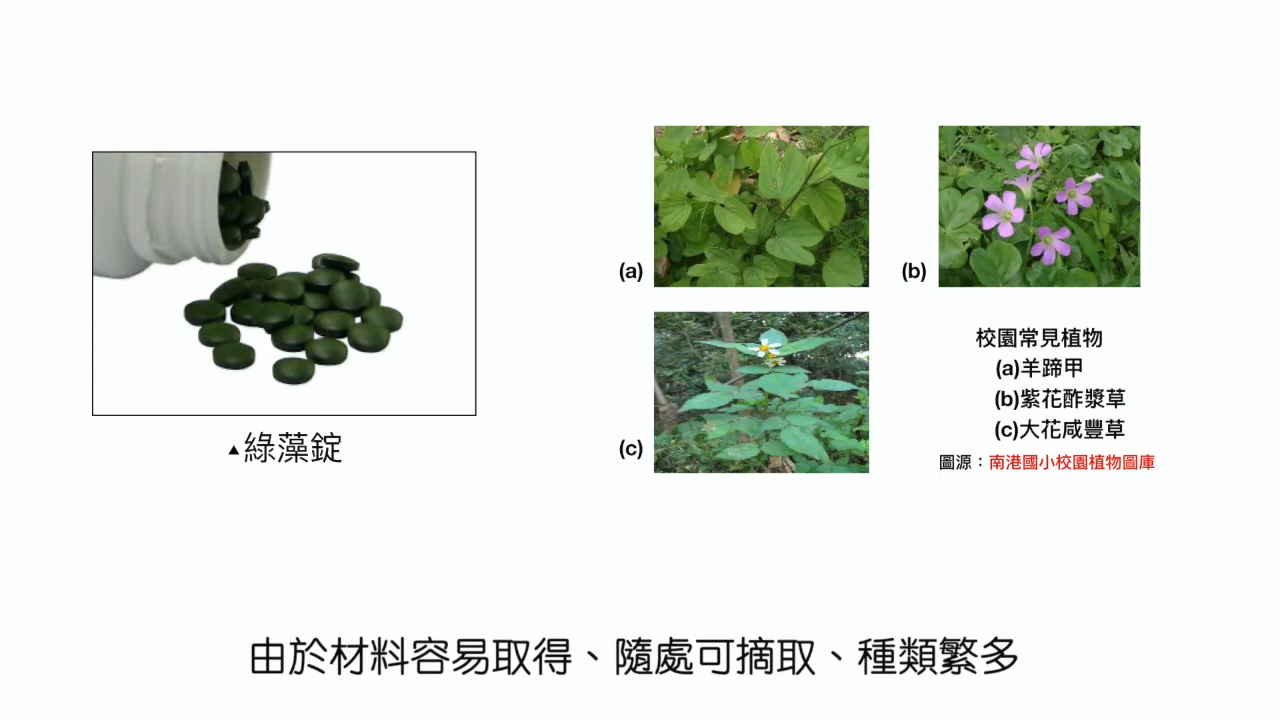 ▲綠藻錠
(a)
(b)
(c)
校園常見植物
(a)羊蹄甲
(b)紫花酢漿草
(c)大花咸豐草
圖源：南港國小校園植物圖庫
由於材料容易取得、隨處可摘取、種類繁多